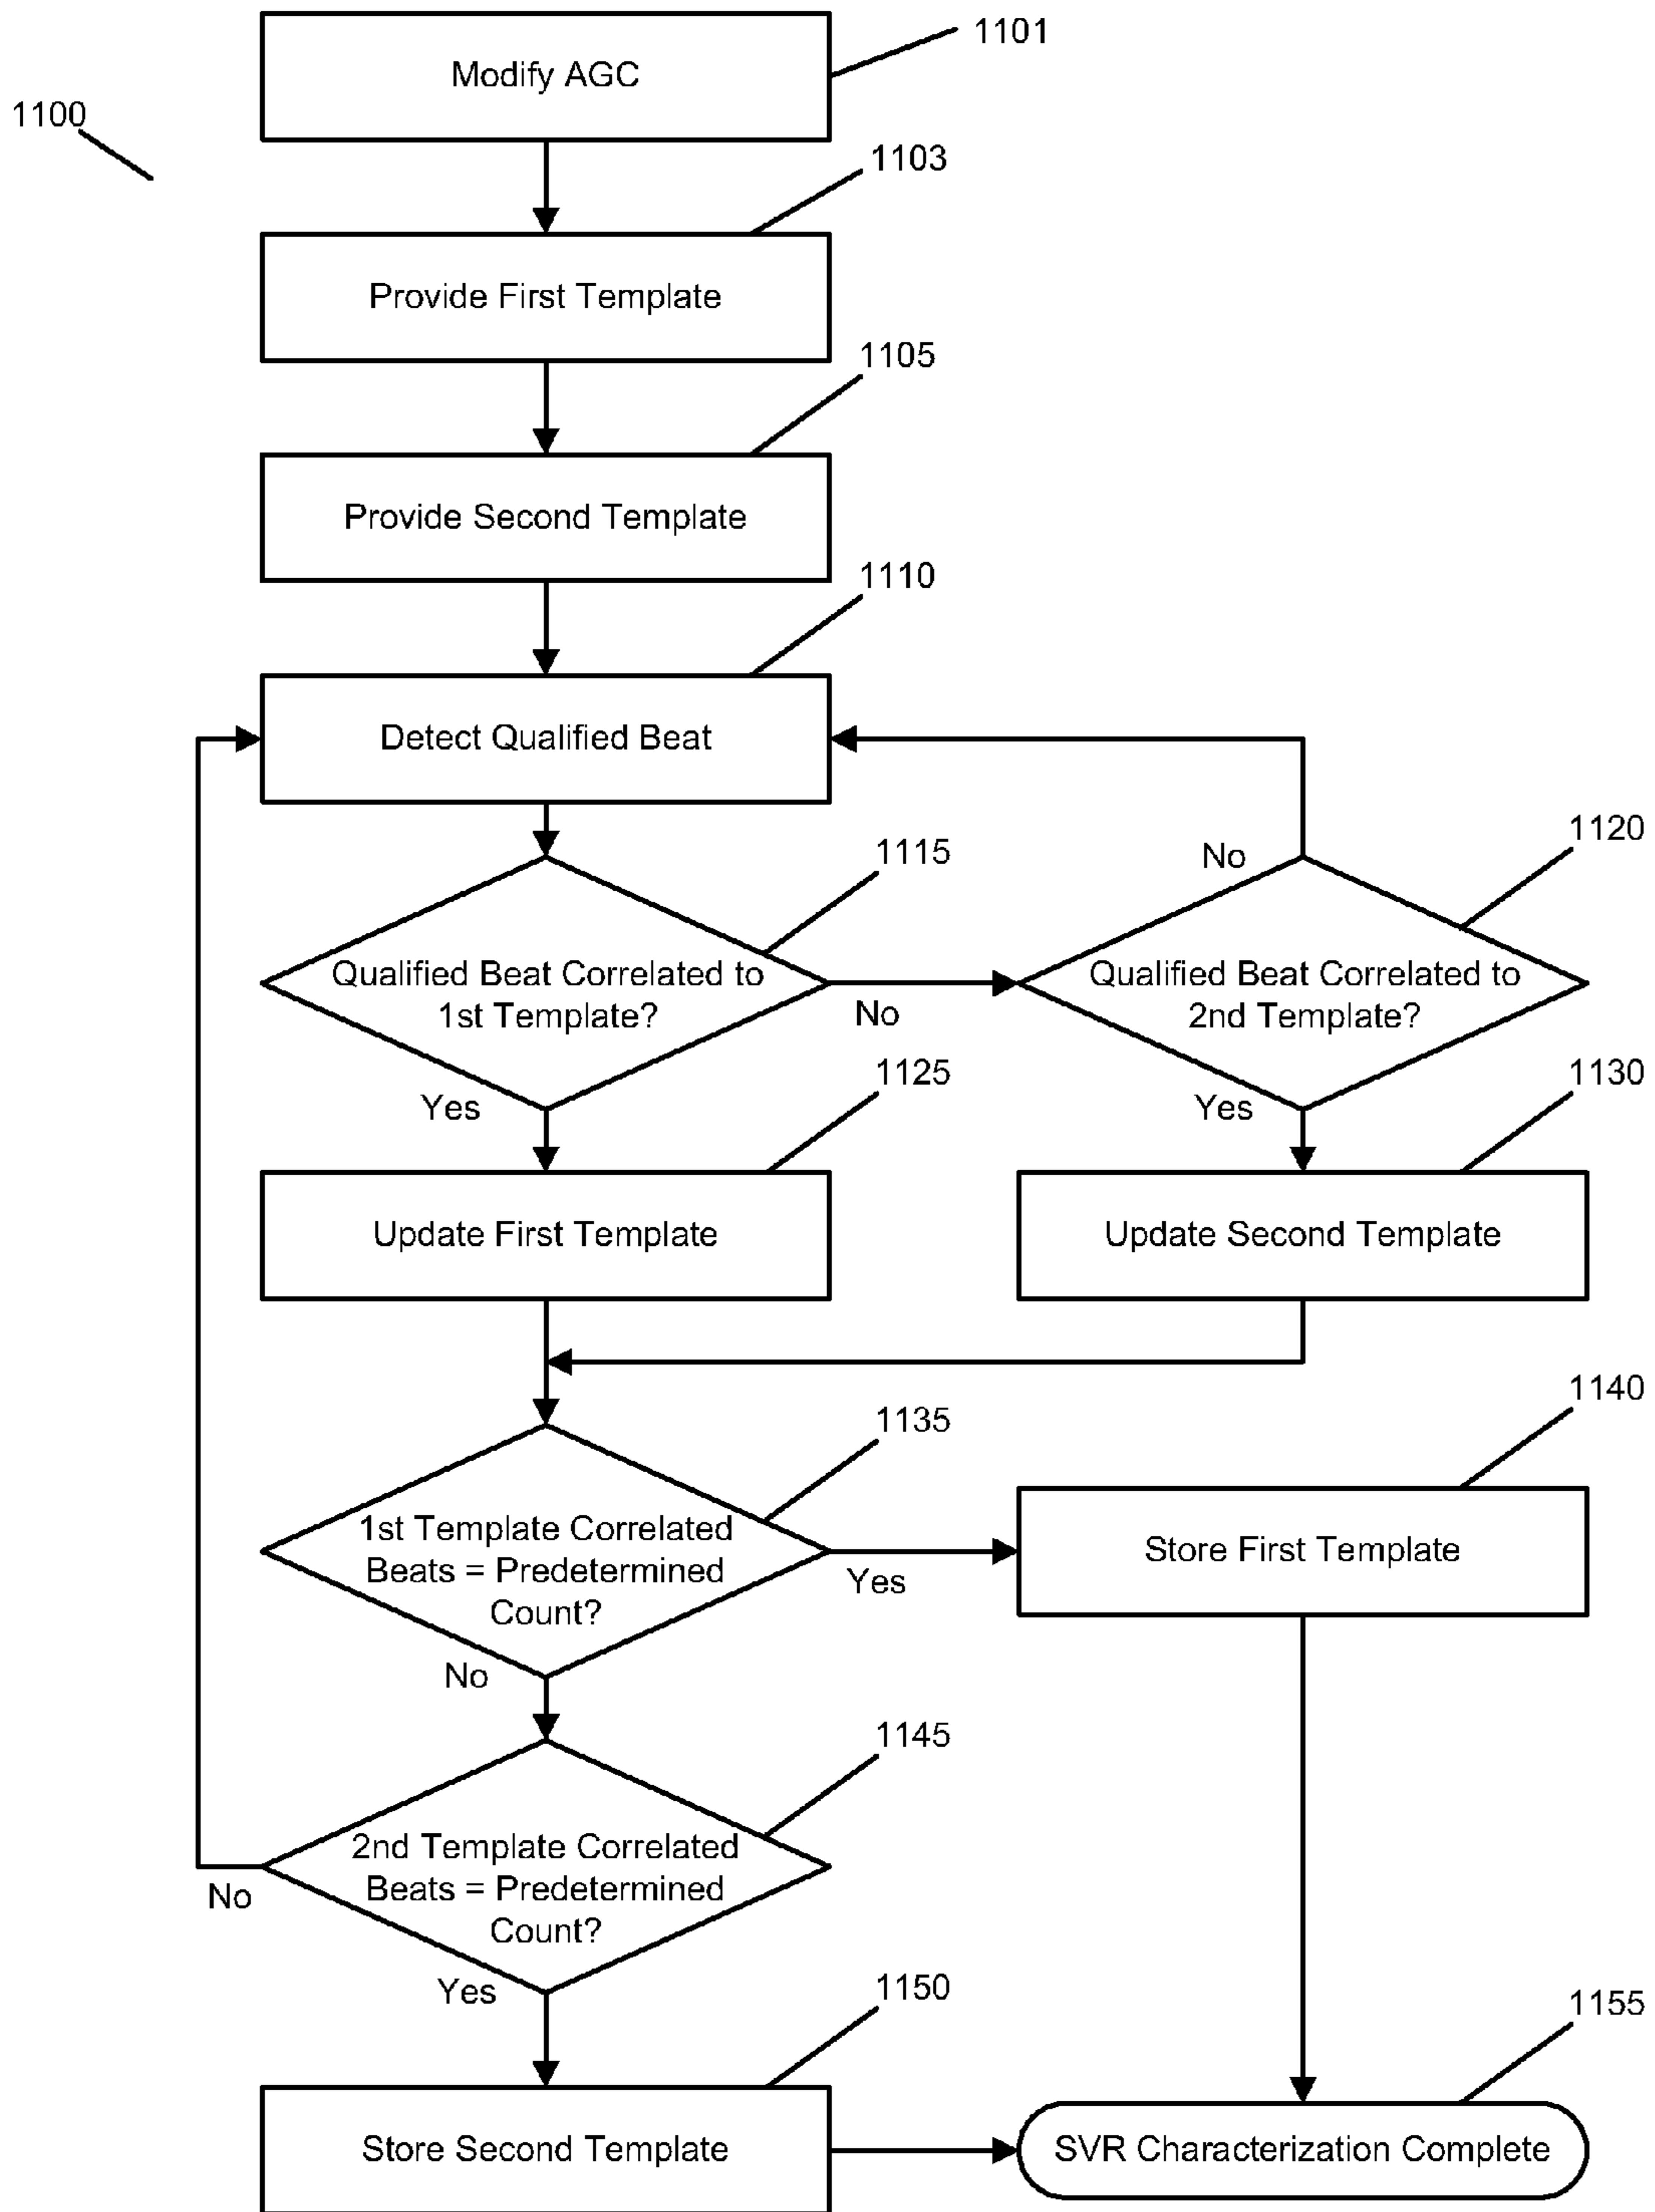 1101
Modify AGC
1100
1103
Provide First Template
1105
Provide Second Template
1110
Detect Qualified Beat
1120
No
1115
Qualified Beat Correlated to
1st Template?
No
Qualified Beat Correlated to
2nd Template?
1125
Yes
1130
Yes
Update First Template
Update Second Template
1140
1135
1st Template Correlated
Beats = Predetermined
Count?
Yes
Store First Template
No
1145
2nd Template Correlated
Beats = Predetermined
Count?
No
Yes
1150
1155
Store Second Template
SVR Characterization Complete